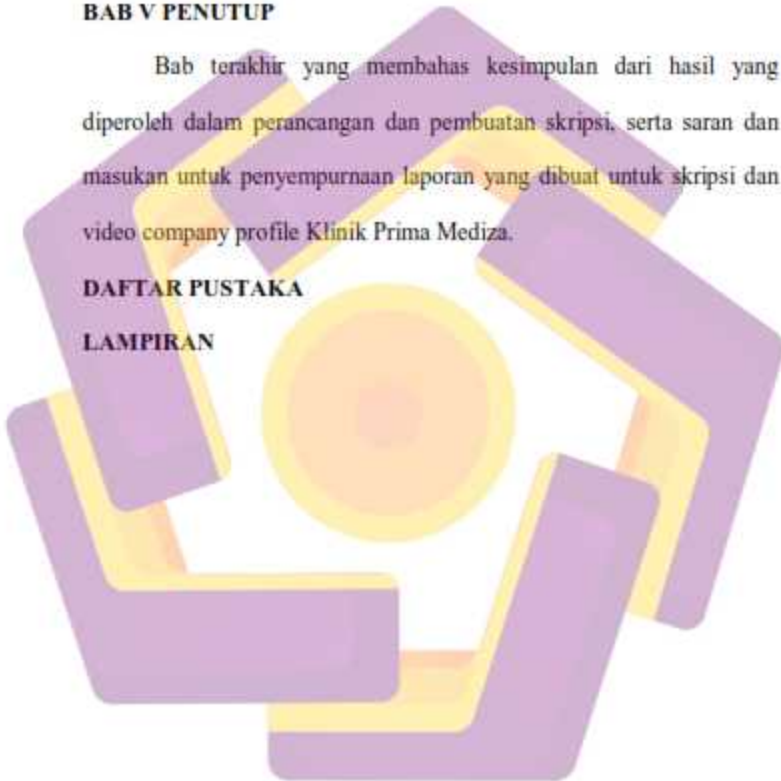 BAB V PENUTUP
Bab terakhir yang membahas kesimpulan dari hasil yang
diperoleh dalam perancangan dan pembuatan skripsi, serta saran dan
masukan untuk penyempurnaan laporan yang dibuat untuk skripsi dan
video company profile Klinik Prima Mediza.
DAFTAR PUSTAKA
LAMPIRAN